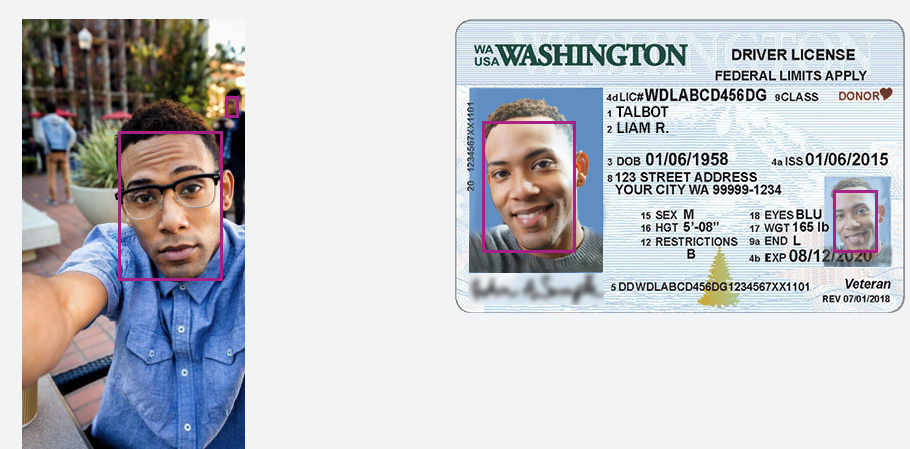 WA
USA WASHINGTON
DRIVER LICENSE
FEDERAL LIMITS APPLY
20 1234567XX1101
4d LIC# WDLABCD456DG 9 CLASS DONOR
1 TALBOT
2 LIAM R.
3 DOB 01/06/1958 4a ISS 01/06/2015
8 123 STREET ADDRESS
YOUR CITY WA 99999-1234
15 SEX M 18 EYES BLU
16 HGT 5'-08" 17 WGT 165 lb
12 RESTRICTIONS 9a END L
B 4b EXP 08/12/2020
5 DD WDLABCD456DG1234567XX1101 Veteran
REV 07/01/2018